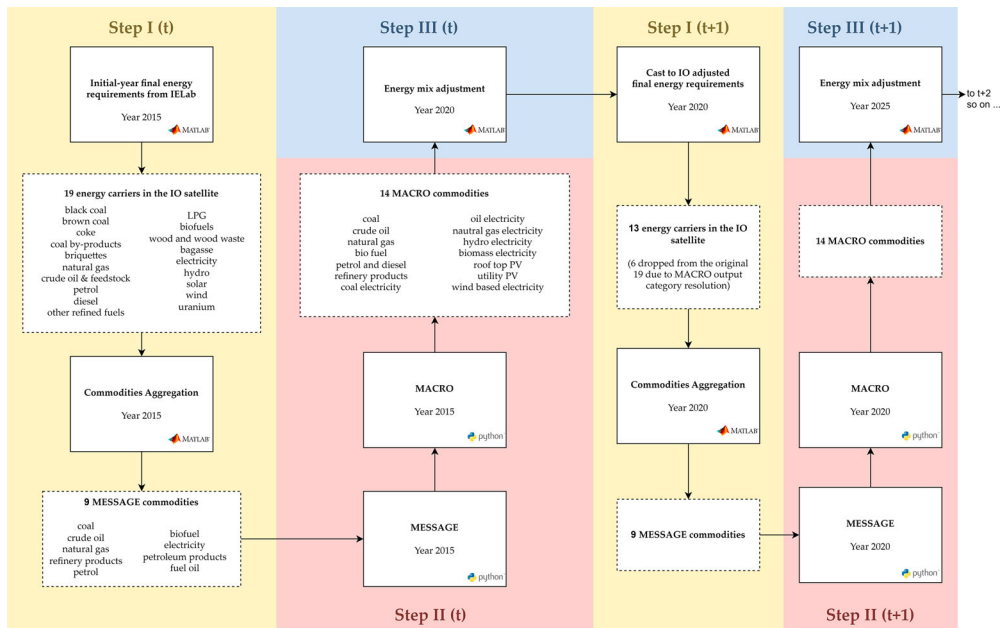 Step I (t)
Initial-year final energy
requirements from IELab
Year 2015
MATLAB
19 energy carriers in the IO satellite
black coal
brown coal
coke
coal by-products
briquettes
natural gas
crude oil & feedstock
petrol
diesel
other refined fuels
LPG
biofuels
wood and wood waste
bagasse
electricity
hydro
solar
wind
uranium
Commodities Aggregation
Year 2015
MATLAB
9 MESSAGE commodities
coal
crude oil
natural gas
refinery products
petrol
biofuel
electricity
petroleum products
fuel oil
Step III (t)
Energy mix adjustment
Year 2020
MATLAB
14 MACRO commodities
coal
crude oil
natural gas
bio fuel
petrol and diesel
refinery products
coal electricity
oil electricity
nautral gas electricity
hydro electricity
biomass electricity
roof top PV
utility PV
wind based electricity
MACRO
Year 2015
python
MESSAGE
Year 2015
python
Step II (t)
Step I (t+1)
Cast to IO adjusted
final energy requirements
Year 2020
MATLAB
13 energy carriers in the IO
satellite
(6 dropped from the original
19 due to MACRO output
category resolution)
Commodities Aggregation
Year 2020
MATLAB
9 MESSAGE commodities
Step III (t+1)
Energy mix adjustment
Year 2025
MATLAB
to t+2
so on ...
14 MACRO commodities
MACRO
Year 2020
python
MESSAGE
Year 2020
python
Step II (t+1)